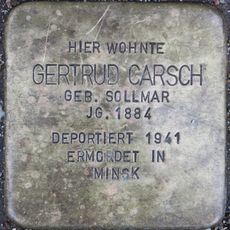 HIER WOHNTE
GERTRUD CARSCH
GEB. SOLLMAR
JG. 1884
DEPORTIERT 1941
ERMORDET IN
MINSK